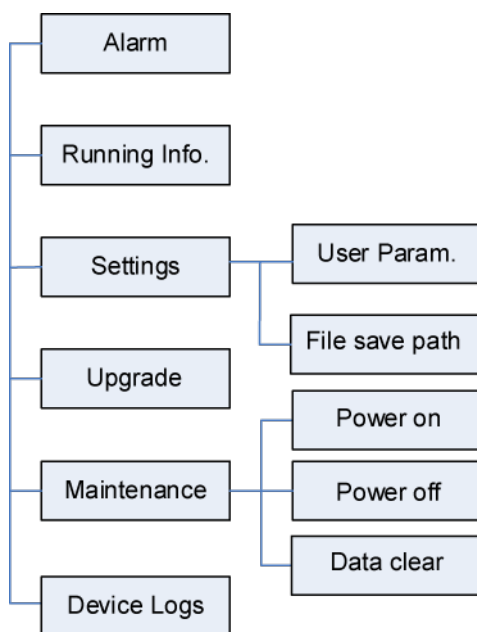 Alarm
Running Info.
Settings
User Param.
File save path
Upgrade
Maintenance
Power on
Power off
Data clear
Device Logs